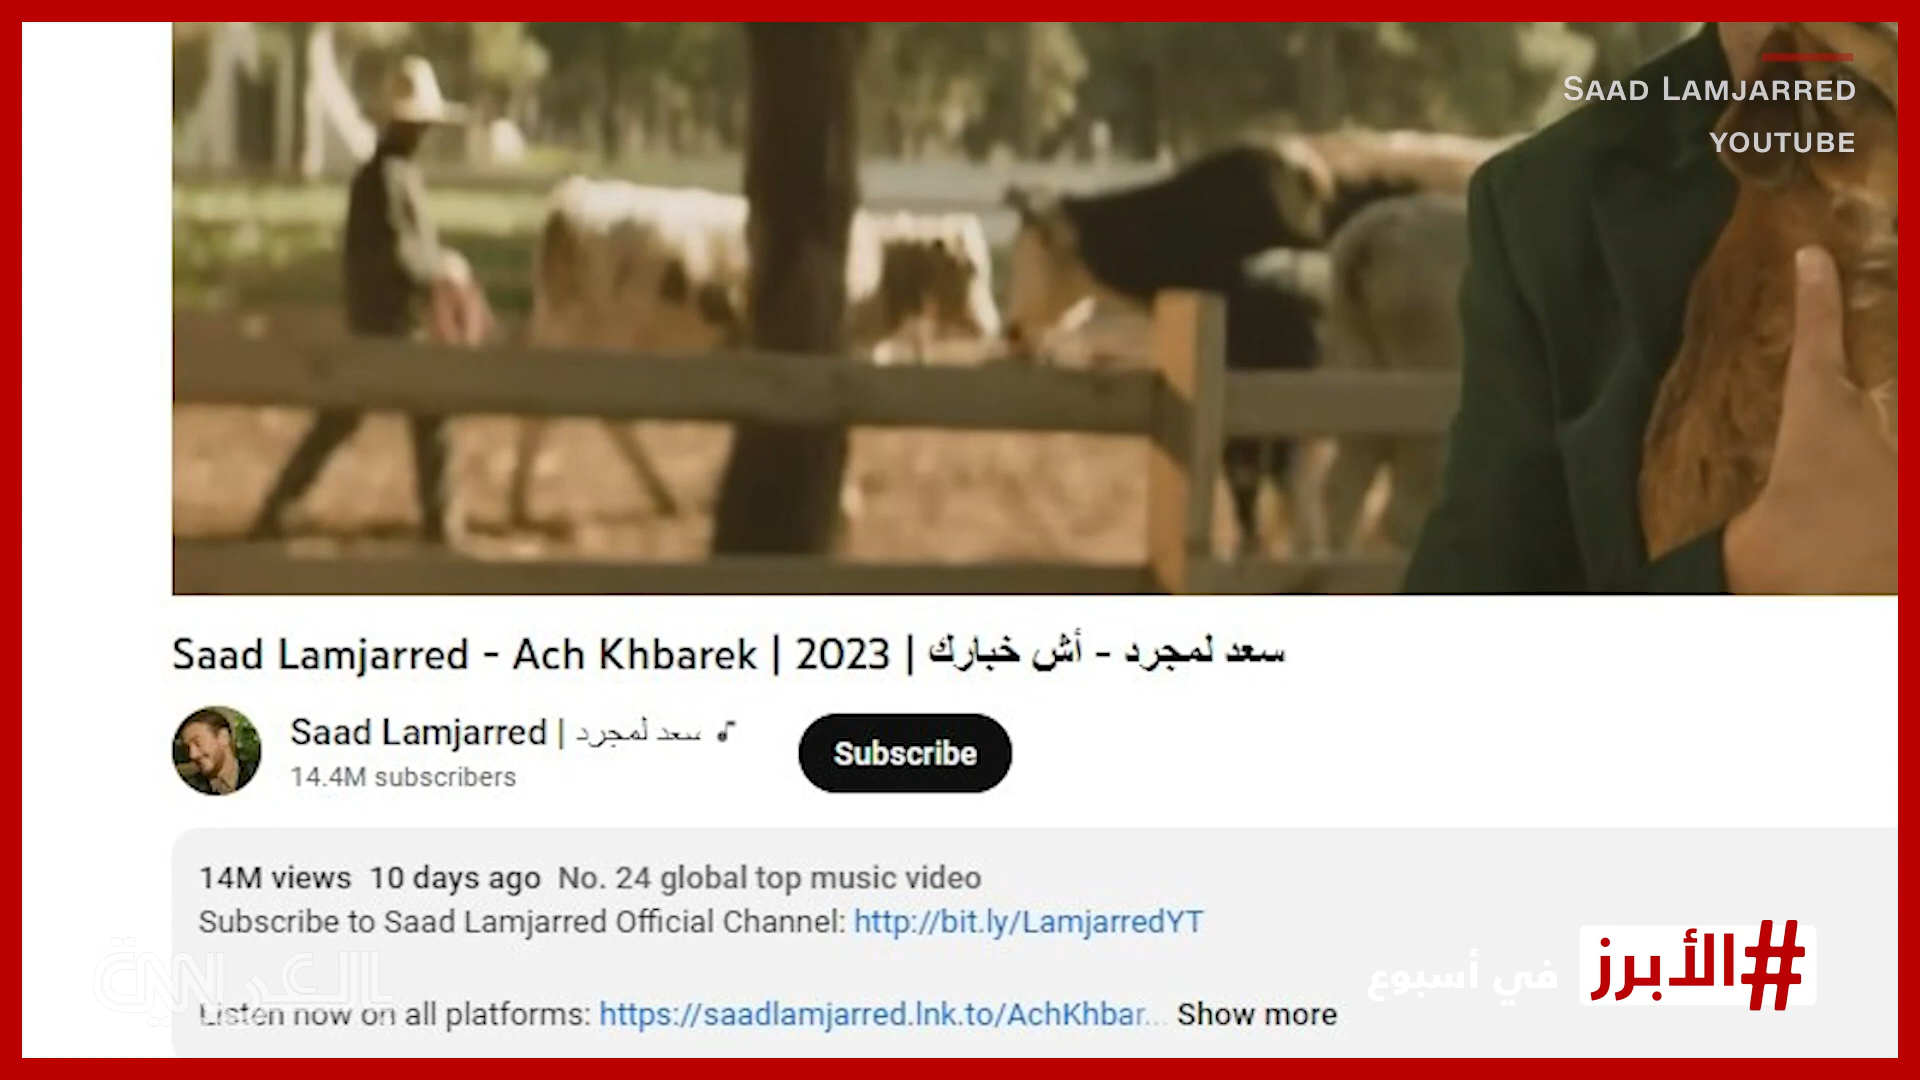 SAAD LAMJARRED
YOUTUBE
Saad Lamjarred - Ach Khbarek | 2023 | سعد لمجرد - أش خبارك
Saad Lamjarred | سعد لمجرد
14.4M subscribers
Subscribe
14M views 10 days ago No. 24 global top music video
Subscribe to Saad Lamjarred Official Channel: http://bit.ly/LamjarredYT
Listen now on all platforms: https://saadlamjarred.lnk.to/AchKhbar... Show more
#الأبرز في أسبوع
CNN بالعربية